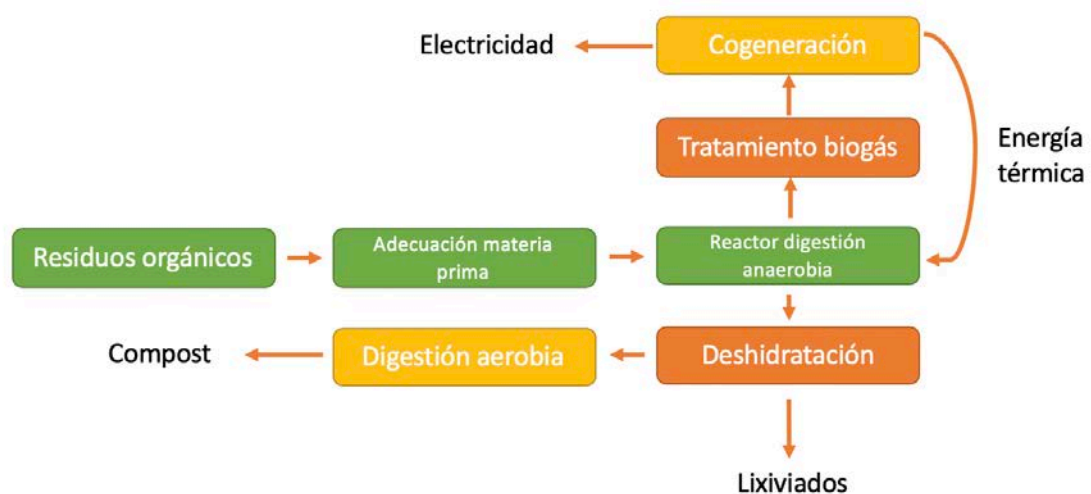 Electricidad
Cogeneración
Tratamiento biogás
Energía
térmica
Residuos orgánicos
Adecuación materia
prima
Reactor digestión
anaerobia
Compost
Digestión aerobia
Deshidratación
Lixiviados